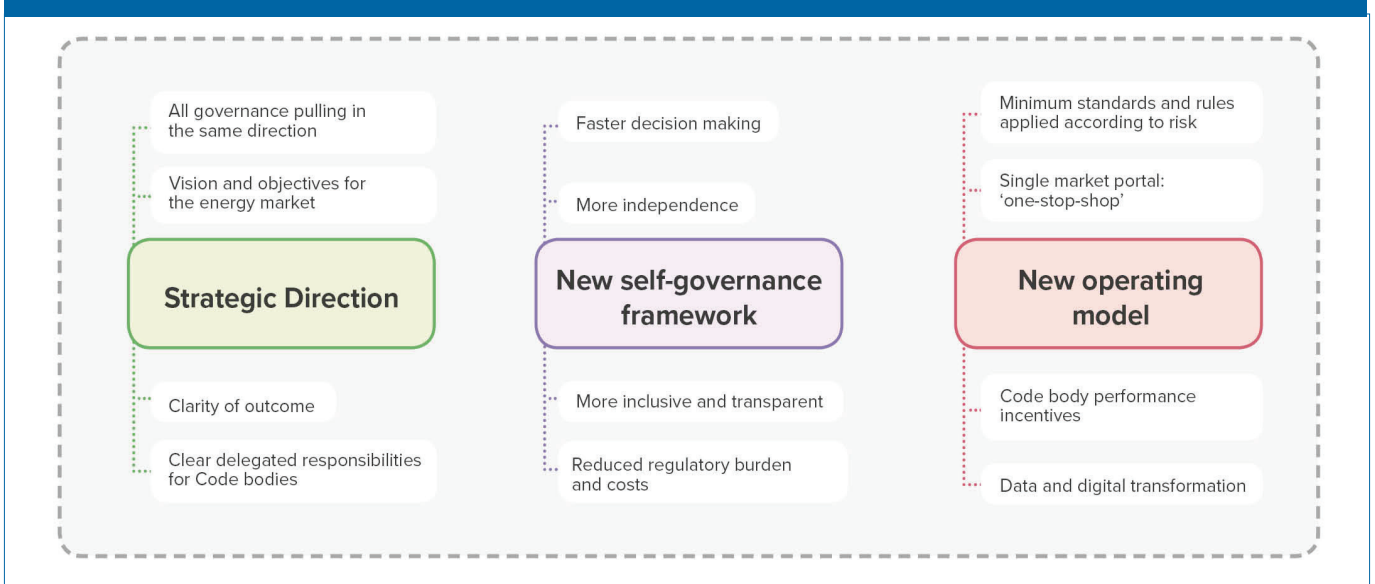 All governance pulling in
the same direction
Vision and objectives for
the energy market
Strategic Direction
Clarity of outcome
Clear delegated responsibilities
for Code bodies
Faster decision making
More independence
New self-governance
framework
More inclusive and transparent
Reduced regulatory burden
and costs
Minimum standards and rules
applied according to risk
Single market portal:
‘one-stop-shop’
New operating
model
Code body performance
incentives
Data and digital transformation